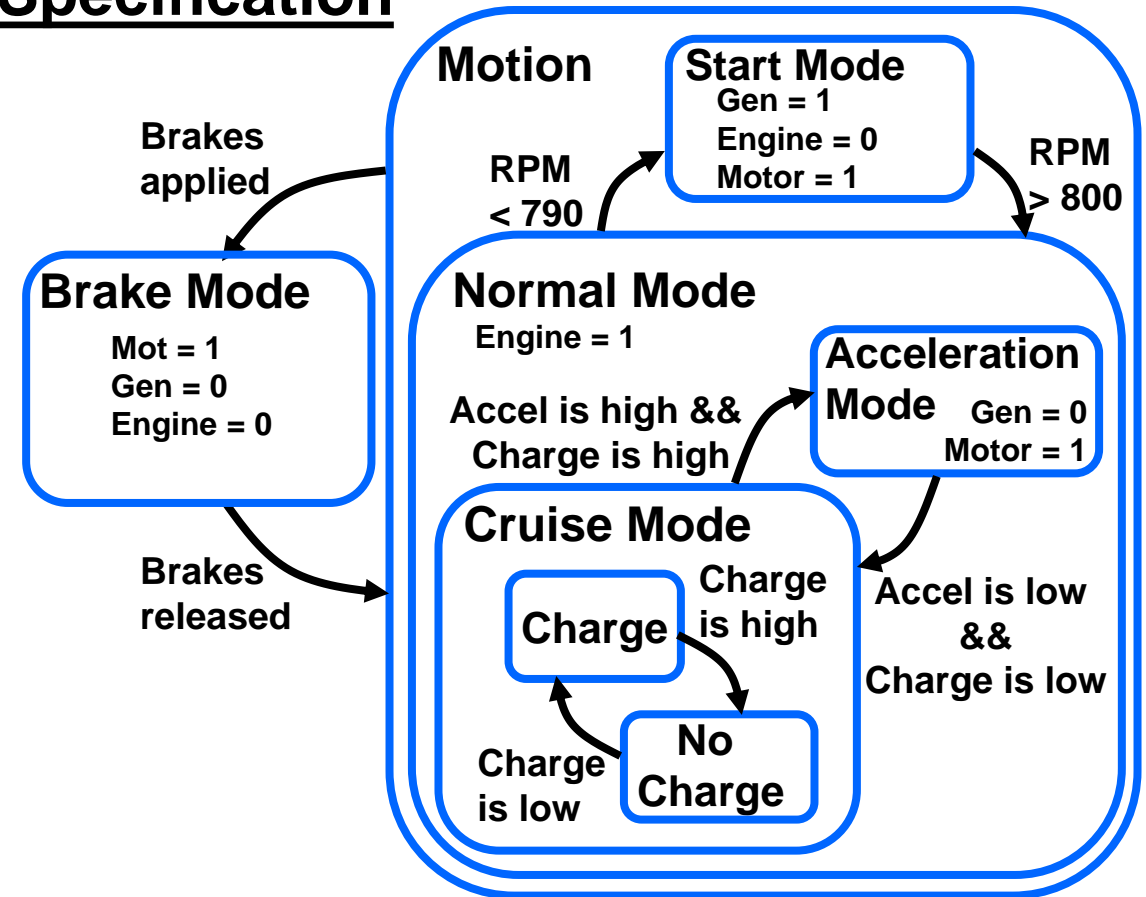 Specification
Motion
Start Mode
Gen = 1
Engine = 0
Motor = 1
Brakes
applied
RPM
< 790
RPM
> 800
Brake Mode
Mot = 1
Gen = 0
Engine = 0
Normal Mode
Engine = 1
Acceleration
Mode
Gen = 0
Motor = 1
Accel is high &&
Charge is high
Cruise Mode
Brakes
released
Charge
Charge
is high
Accel is low
&&
Charge is low
No
Charge
Charge
is low